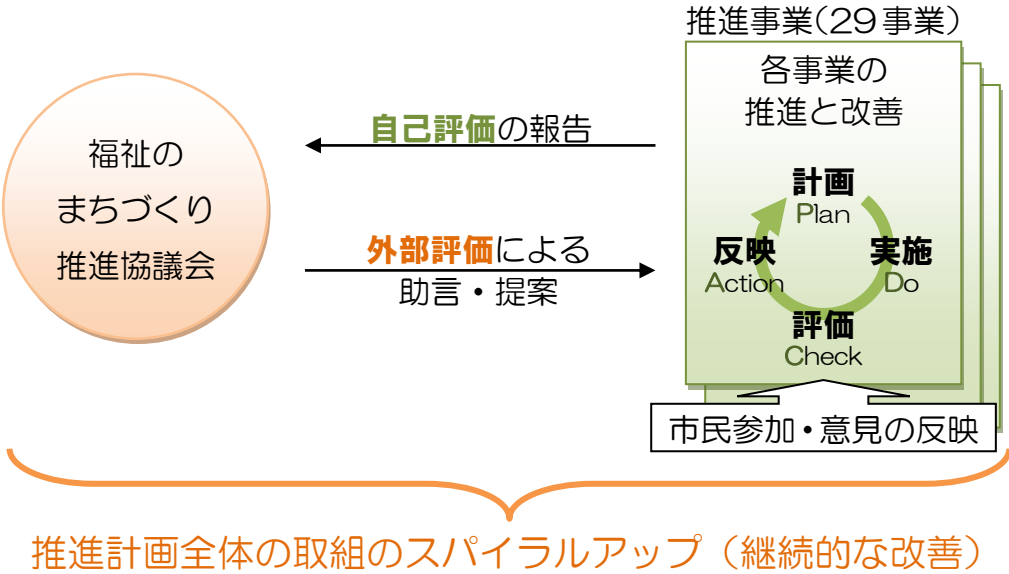 推進事業(29事業)
各事業の
推進と改善
計画
Plan
実施
Do
評価
Check
反映
Action
市民参加・意見の反映
自己評価の報告
外部評価による
助言・提案
福祉の
まちづくり
推進協議会
推進計画全体の取組のスパイラルアップ（継続的な改善）